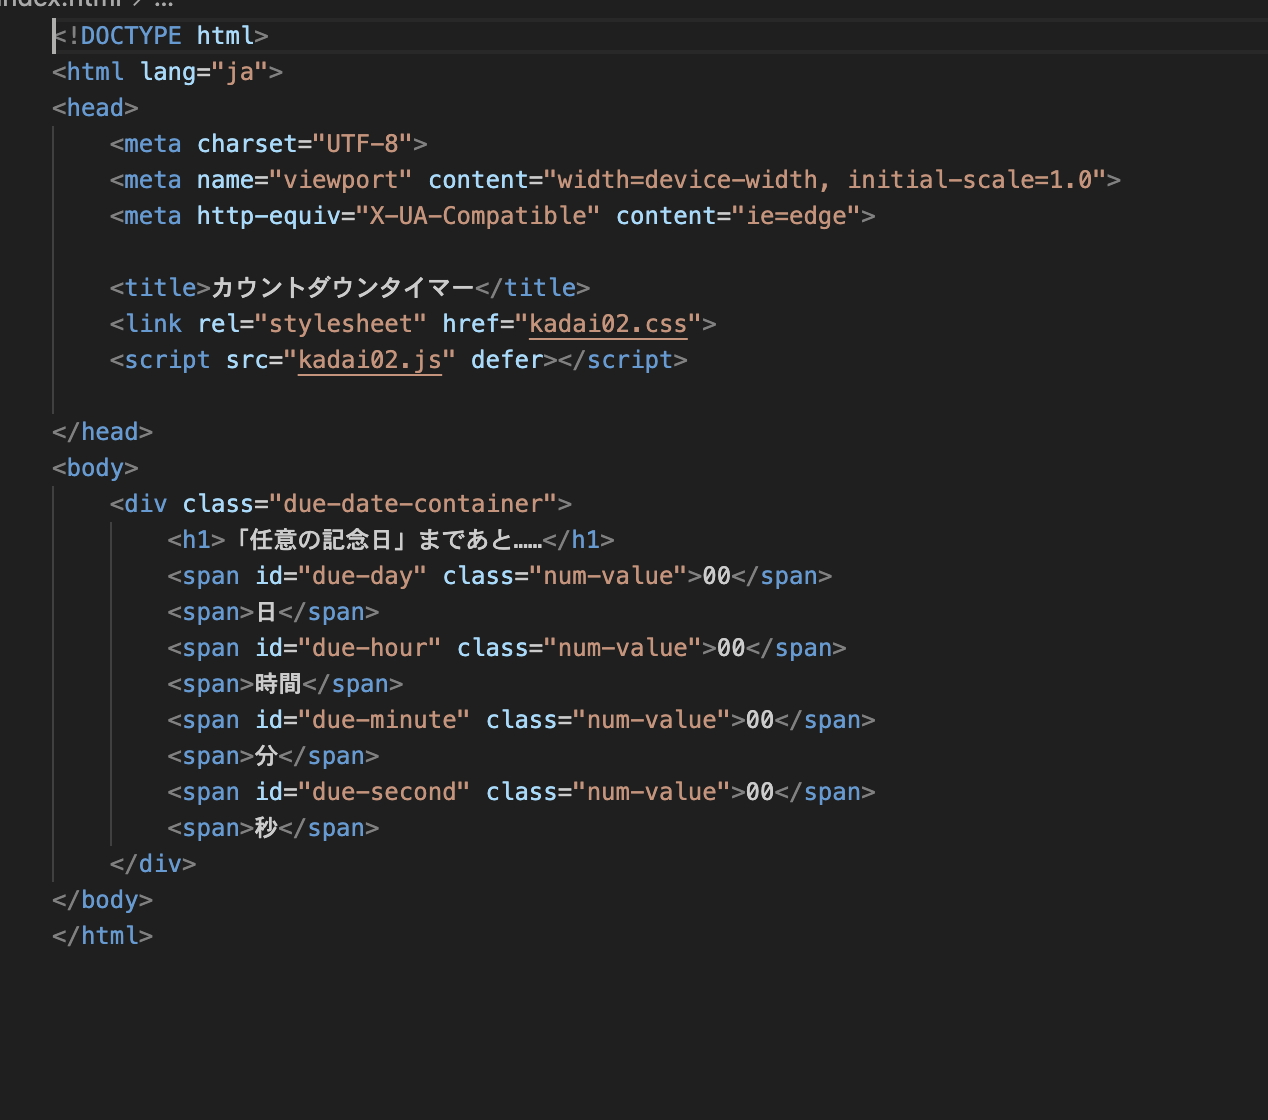 index.html > ...
<!DOCTYPE html>
<html lang="ja">
<head>
    <meta charset="UTF-8">
    <meta name="viewport" content="width=device-width, initial-scale=1.0">
    <meta http-equiv="X-UA-Compatible" content="ie=edge">

    <title>カウントダウンタイマー</title>
    <link rel="stylesheet" href="kadai02.css">
    <script src="kadai02.js" defer></script>

</head>
<body>
    <div class="due-date-container">
        <h1>「任意の記念日」まであと……</h1>
        <span id="due-day" class="num-value">00</span>
        <span>日</span>
        <span id="due-hour" class="num-value">00</span>
        <span>時間</span>
        <span id="due-minute" class="num-value">00</span>
        <span>分</span>
        <span id="due-second" class="num-value">00</span>
        <span>秒</span>
    </div>
</body>
</html>